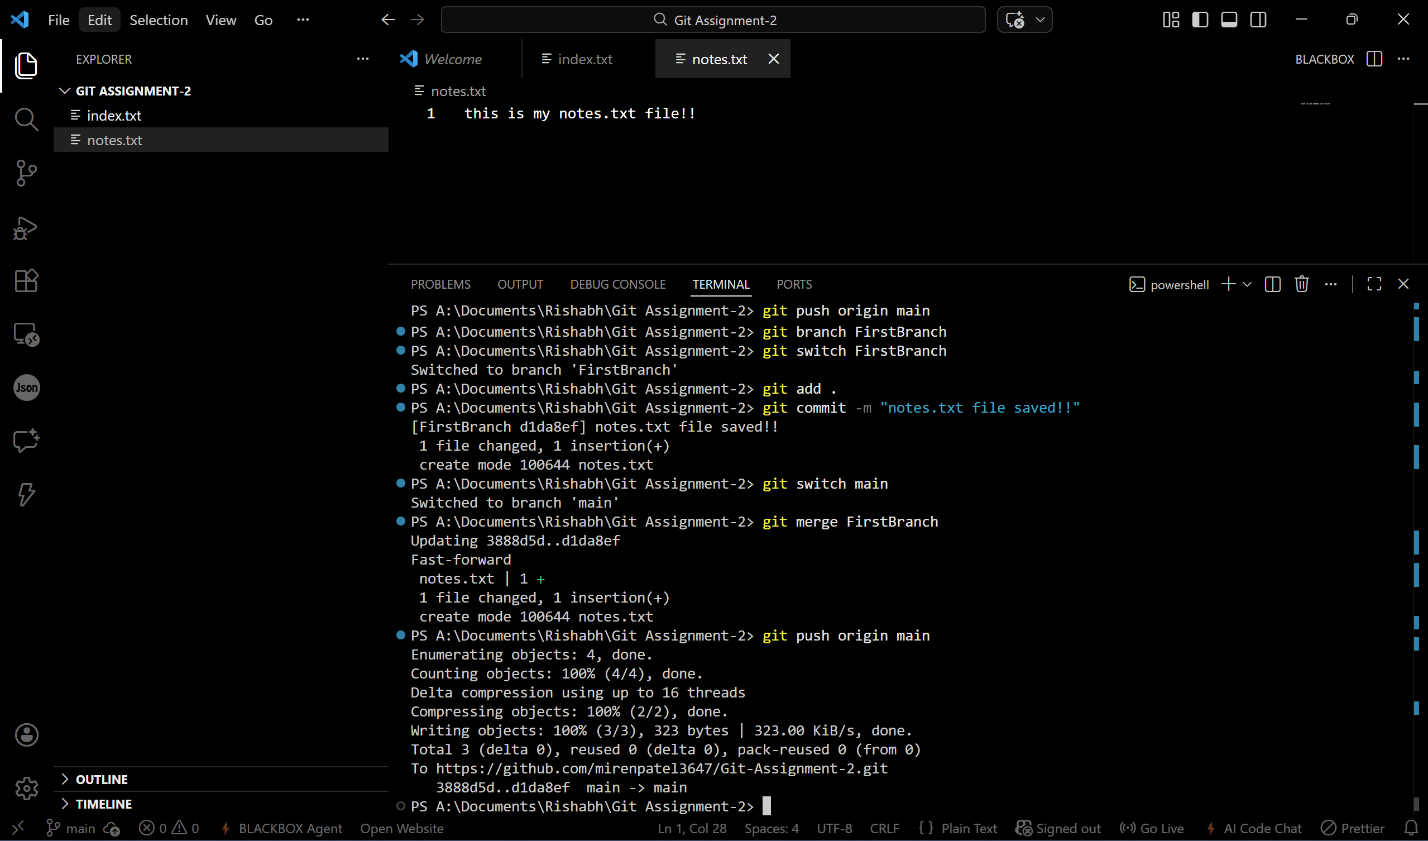 File Edit Selection View Go ··· Git Assignment-2
EXPLORER ···
GIT ASSIGNMENT-2
index.txt
notes.txt
OUTLINE
TIMELINE
Welcome index.txt notes.txt BLACKBOX ···
notes.txt
1 this is my notes.txt file!!
PROBLEMS OUTPUT DEBUG CONSOLE TERMINAL PORTS powershell ···
PS A:\Documents\Rishabh\Git Assignment-2> git push origin main
PS A:\Documents\Rishabh\Git Assignment-2> git branch FirstBranch
PS A:\Documents\Rishabh\Git Assignment-2> git switch FirstBranch
Switched to branch 'FirstBranch'
PS A:\Documents\Rishabh\Git Assignment-2> git add .
PS A:\Documents\Rishabh\Git Assignment-2> git commit -m "notes.txt file saved!!"
[FirstBranch d1da8ef] notes.txt file saved!!
 1 file changed, 1 insertion(+)
 create mode 100644 notes.txt
PS A:\Documents\Rishabh\Git Assignment-2> git switch main
Switched to branch 'main'
PS A:\Documents\Rishabh\Git Assignment-2> git merge FirstBranch
Updating 3888d5d..d1da8ef
Fast-forward
 notes.txt | 1 +
 1 file changed, 1 insertion(+)
 create mode 100644 notes.txt
PS A:\Documents\Rishabh\Git Assignment-2> git push origin main
Enumerating objects: 4, done.
Counting objects: 100% (4/4), done.
Delta compression using up to 16 threads
Compressing objects: 100% (2/2), done.
Writing objects: 100% (3/3), 323 bytes | 323.00 KiB/s, done.
Total 3 (delta 0), reused 0 (delta 0), pack-reused 0 (from 0)
To https://github.com/mirenpatel3647/Git-Assignment-2.git
   3888d5d..d1da8ef  main -> main
PS A:\Documents\Rishabh\Git Assignment-2>
Json
main 0 0 BLACKBOX Agent Open Website Ln 1, Col 28 Spaces: 4 UTF-8 CRLF {} Plain Text Signed out Go Live AI Code Chat Prettier